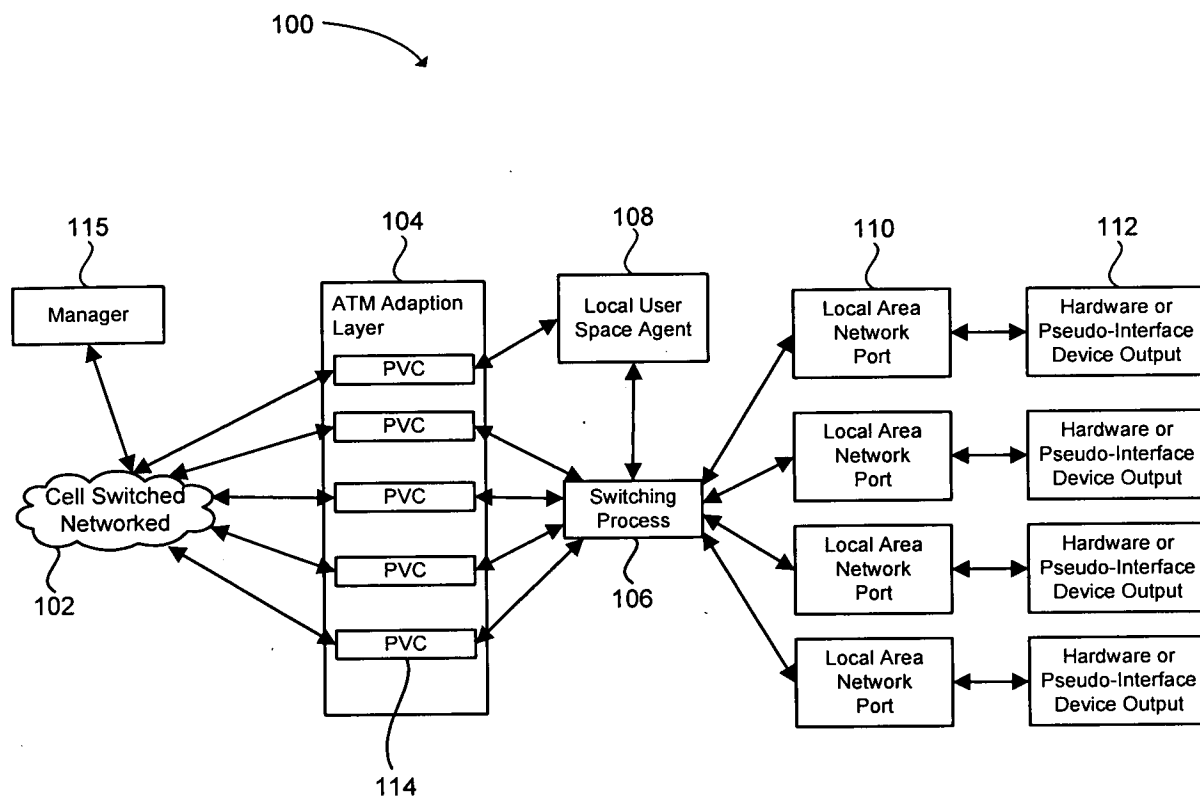 100
115
104
108
110
112
Manager
ATM Adaption
Layer
Local User
Space Agent
Local Area
Network
Port
Hardware or
Pseudo-Interface
Device Output
PVC
PVC
Local Area
Network
Port
Hardware or
Pseudo-Interface
Device Output
Cell Switched
Networked
PVC
Switching
Process
Local Area
Network
Port
Hardware or
Pseudo-Interface
Device Output
PVC
102
106
PVC
Local Area
Network
Port
Hardware or
Pseudo-Interface
Device Output
114